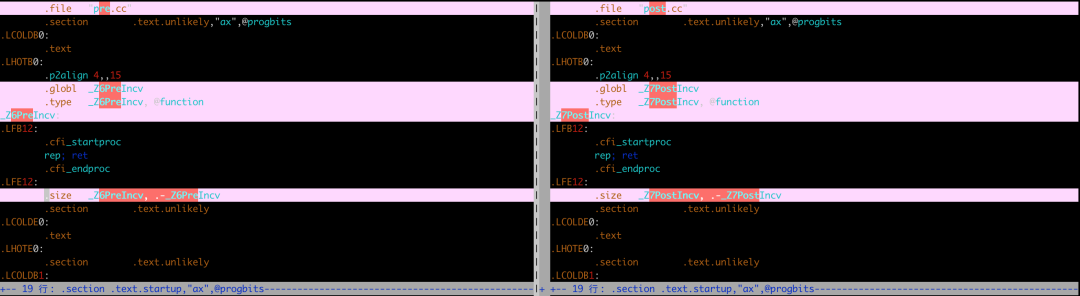 .file "pre.cc"
.section .text.unlikely,"ax",@progbits
.LCOLDB0:
.text
.LHOTB0:
.p2align 4,,15
.globl _Z6PreIncv
.type _Z6PreIncv, @function
_Z6PreIncv:
.LFB12:
.cfi_startproc
rep; ret
.cfi_endproc
.LFE12:
.size _Z6PreIncv, .-_Z6PreIncv
.section .text.unlikely
.LCOLDE0:
.text
.LHOTE0:
.section .text.unlikely
.LCOLDB1:
+-- 19 行: .section .text.startup,"ax",@progbits
.file "post.cc"
.section .text.unlikely,"ax",@progbits
.LCOLDB0:
.text
.LHOTB0:
.p2align 4,,15
.globl _Z7PostIncv
.type _Z7PostIncv, @function
_Z7PostIncv:
.LFB12:
.cfi_startproc
rep; ret
.cfi_endproc
.LFE12:
.size _Z7PostIncv, .-_Z7PostIncv
.section .text.unlikely
.LCOLDE0:
.text
.LHOTE0:
.section .text.unlikely
.LCOLDB1:
+-- 19 行: .section .text.startup,"ax",@progbits